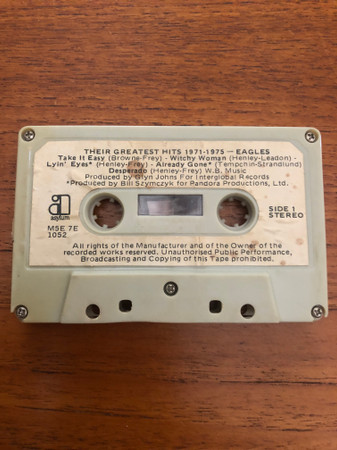 THEIR GREATEST HITS 1971-1975 — EAGLES
Take It Easy (Browne-Frey) - Witchy Woman (Henley-Leadon) -
Lyin' Eyes* (Henley-Frey) - Already Gone* (Tempchin-Strandlund)
Desperado (Henley-Frey) W.B. Music
Produced by Glyn Johns For Interglobal Records
*Produced by Bill Szymczyk for Pandora Productions, Ltd.
asylum
M5E 7E
1052
SIDE 1
STEREO
All rights of the Manufacturer and of the Owner of the
recorded works reserved. Unauthorised Public Performance,
Broadcasting and Copying of this Tape prohibited.